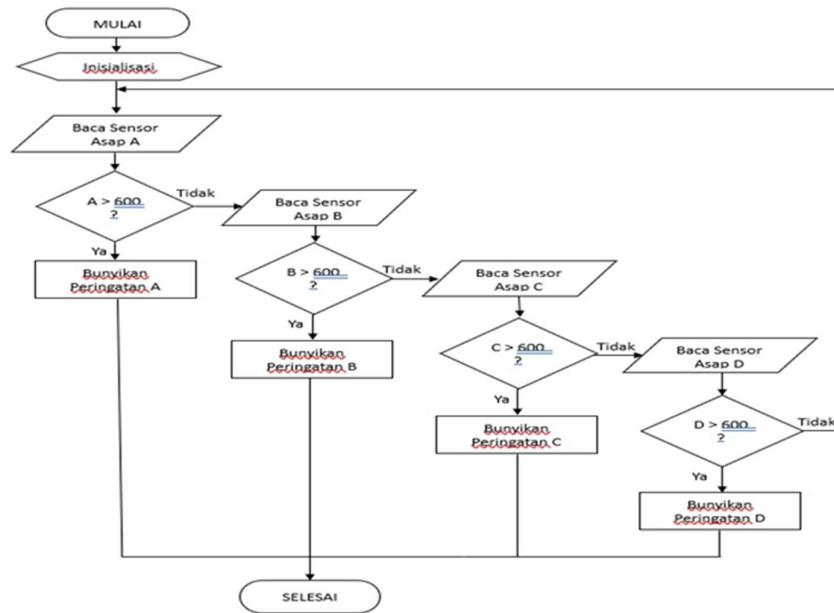 MULAI
Inisialisasi
Baca Sensor
Asap A
A > 600
?
Tidak
Ya
Bunyikan
Peringatan A
Baca Sensor
Asap B
B > 600
?
Tidak
Ya
Bunyikan
Peringatan B
Baca Sensor
Asap C
C > 600
?
Tidak
Ya
Bunyikan
Peringatan C
Baca Sensor
Asap D
D > 600
?
Tidak
Ya
Bunyikan
Peringatan D
SELESAI